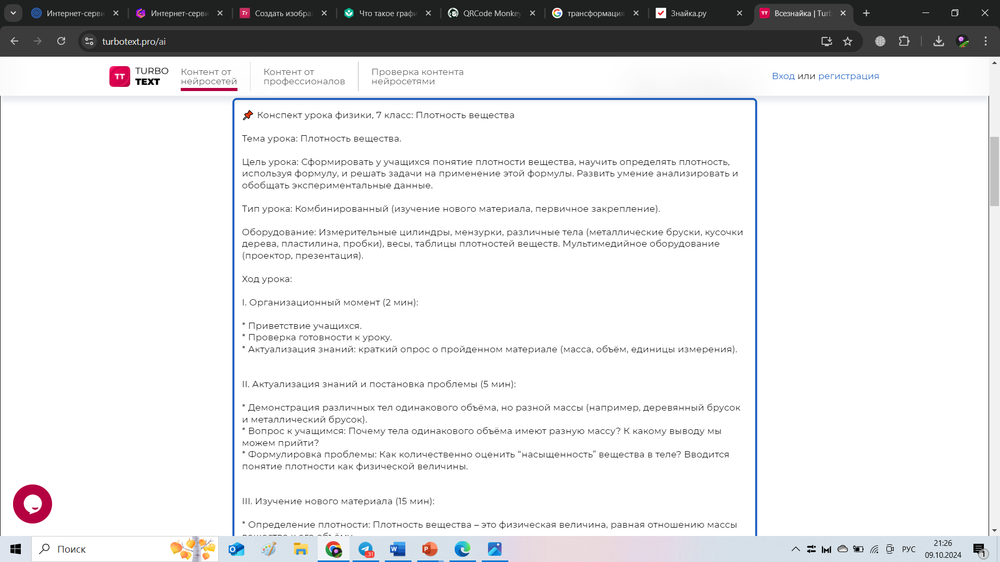 Интернет-серви
Интернет-серви
Создать изобра
Что такое графи
QRCode Monkey
трансформация
Знайка.ру
Всезнайка | Turb
turbotext.pro/ai
TT
TURBO
TEXT
Контент от
нейросетей
Контент от
профессионалов
Проверка контента
нейросетями
Вход или регистрация
Конспект урока физики, 7 класс: Плотность вещества
Тема урока: Плотность вещества.
Цель урока: Сформировать у учащихся понятие плотности вещества, научить определять плотность,
используя формулу, и решать задачи на применение этой формулы. Развить умение анализировать и
обобщать экспериментальные данные.
Тип урока: Комбинированный (изучение нового материала, первичное закрепление).
Оборудование: Измерительные цилиндры, мензурки, различные тела (металлические бруски, кусочки
дерева, пластилина, пробки), весы, таблицы плотностей веществ. Мультимедийное оборудование
(проектор, презентация).
Ход урока:
I. Организационный момент (2 мин):
* Приветствие учащихся.
* Проверка готовности к уроку.
* Актуализация знаний: краткий опрос о пройденном материале (масса, объём, единицы измерения).
II. Актуализация знаний и постановка проблемы (5 мин):
* Демонстрация различных тел одинакового объёма, но разной массы (например, деревянный брусок
и металлический брусок).
* Вопрос к учащимся: Почему тела одинакового объёма имеют разную массу? К какому выводу мы
можем прийти?
* Формулировка проблемы: Как количественно оценить “насыщенность” вещества в теле? Вводится
понятие плотности как физической величины.
III. Изучение нового материала (15 мин):
* Определение плотности: Плотность вещества – это физическая величина, равная отношению массы
вещества к его объёму.
Поиск
РУС
21:26
09.10.2024
1